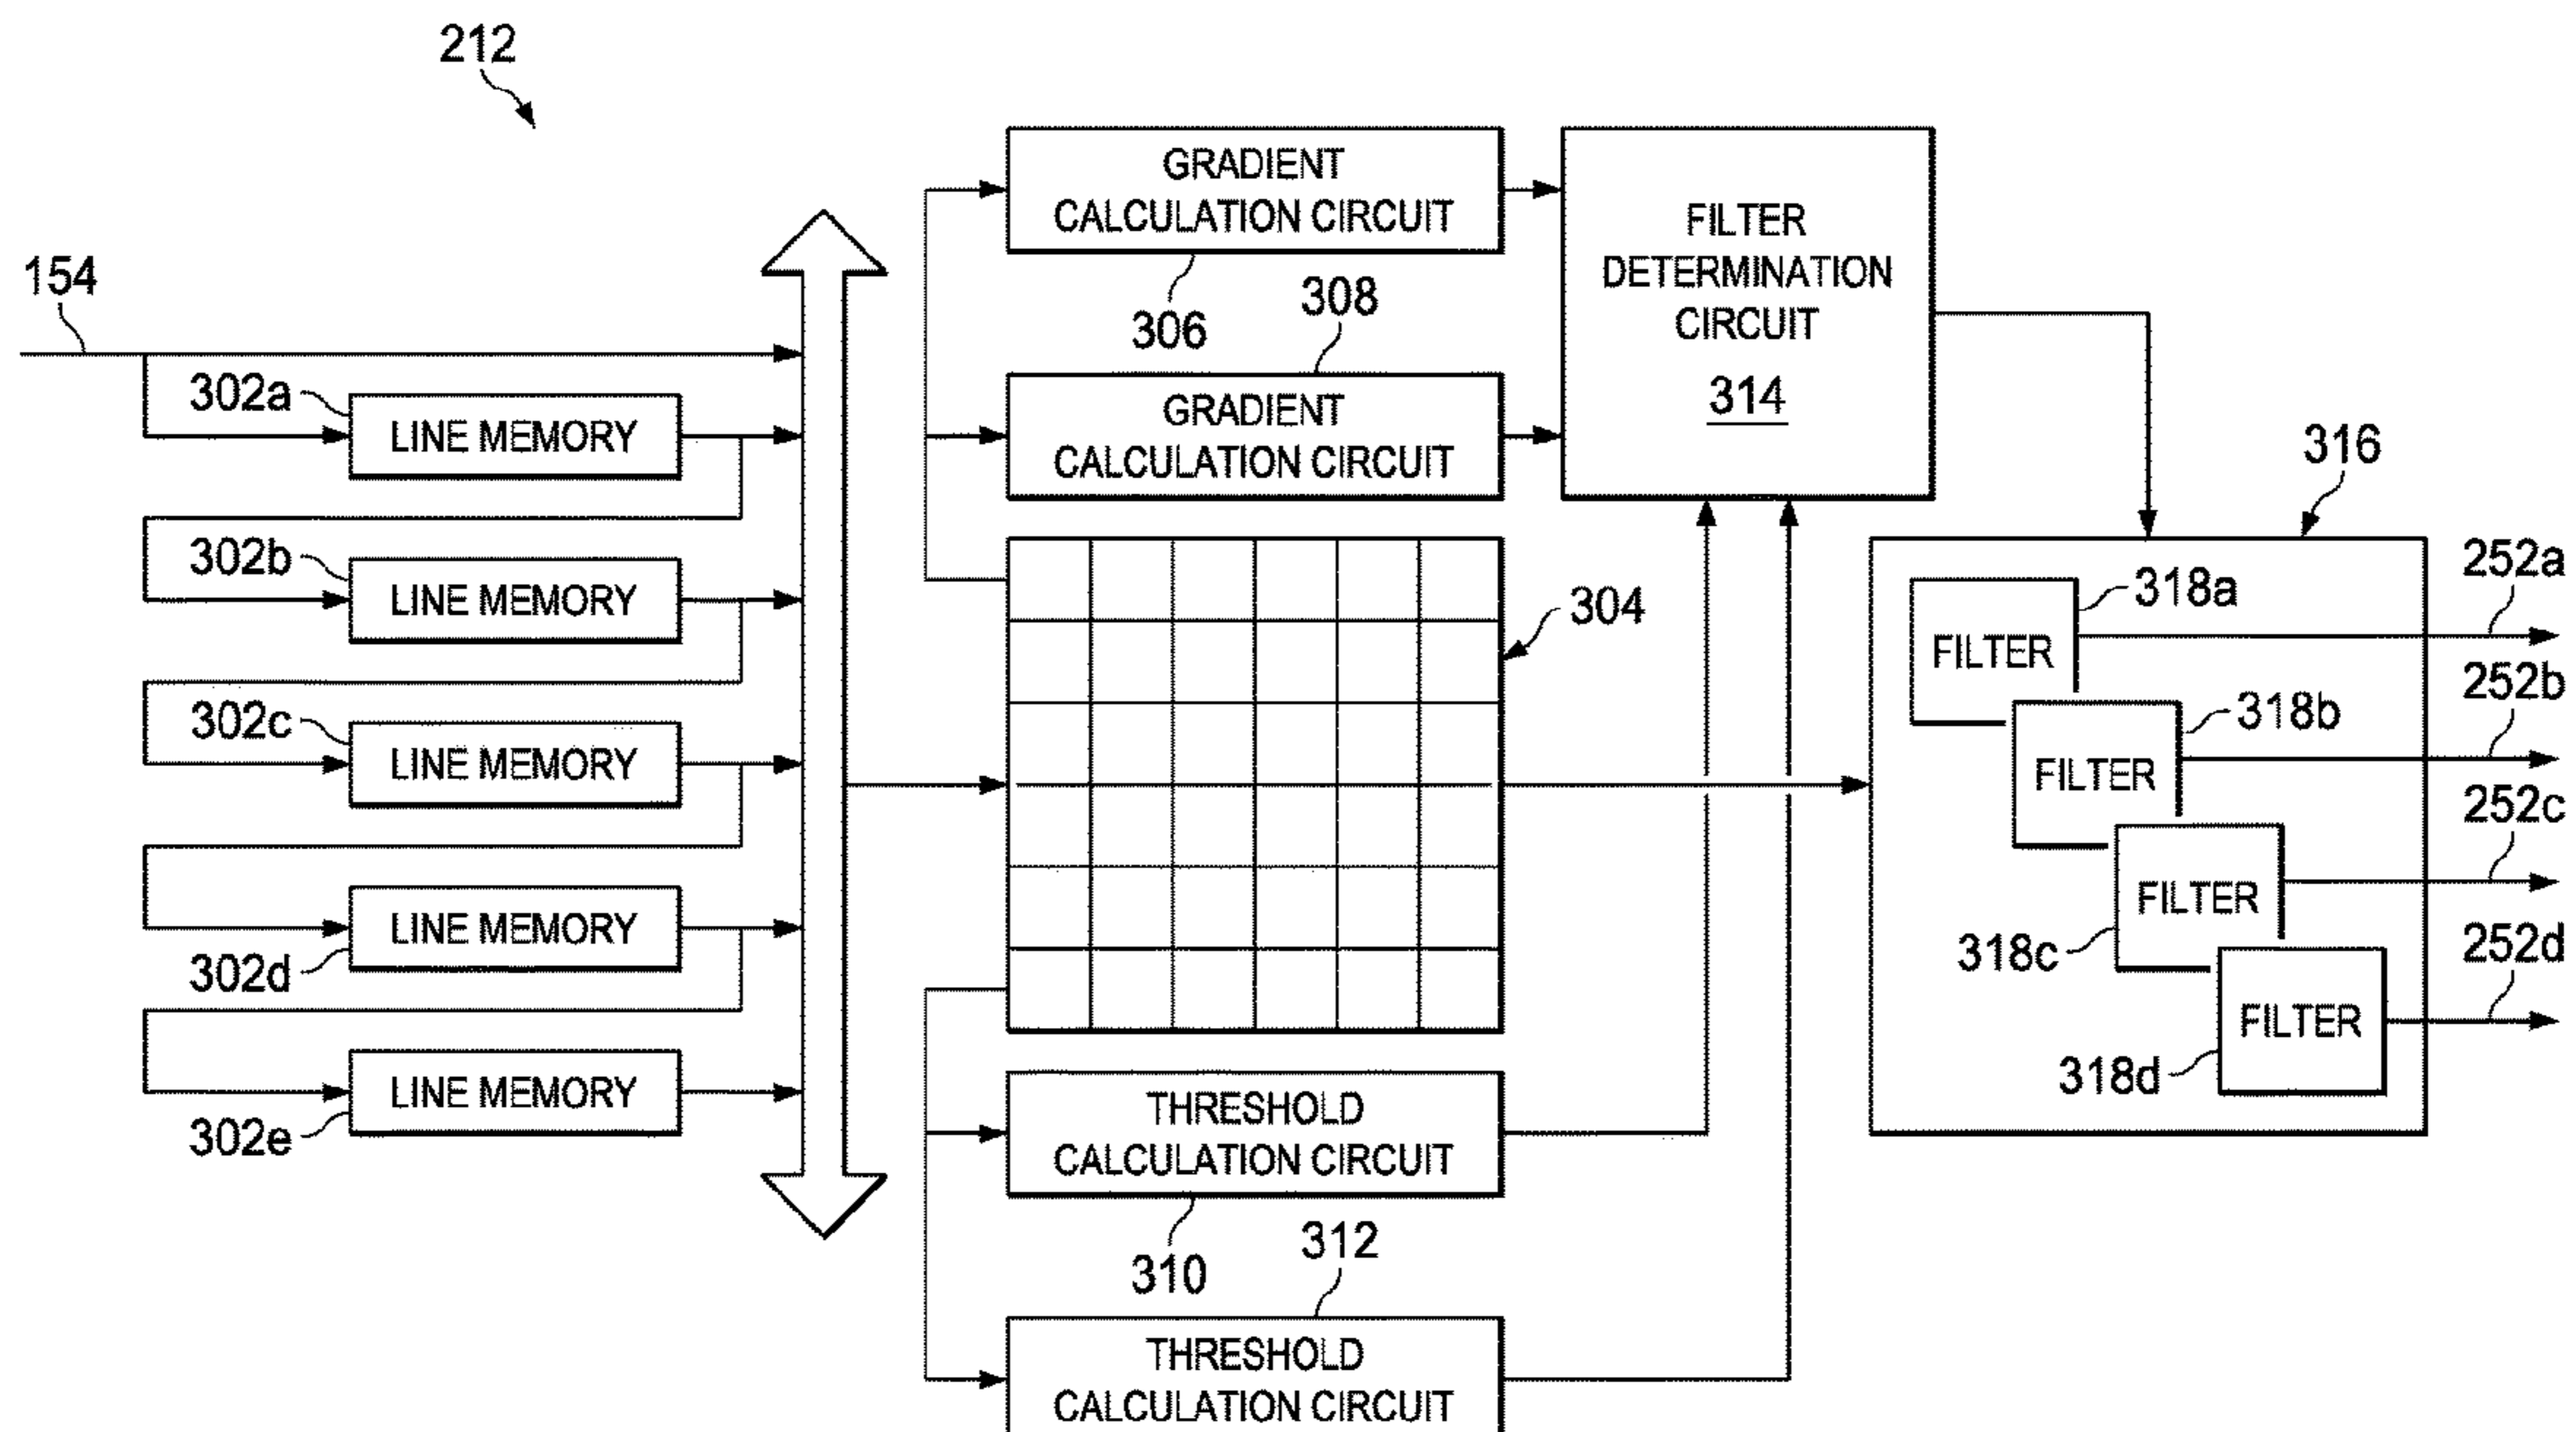 212
154
302a
LINE MEMORY
302b
LINE MEMORY
302c
LINE MEMORY
302d
LINE MEMORY
302e
LINE MEMORY
GRADIENT
CALCULATION CIRCUIT
306
308
GRADIENT
CALCULATION CIRCUIT
304
THRESHOLD
CALCULATION CIRCUIT
310
312
THRESHOLD
CALCULATION CIRCUIT
FILTER
DETERMINATION
CIRCUIT
314
316
318a
FILTER
252a
318b
FILTER
252b
318c
FILTER
252c
318d
FILTER
252d